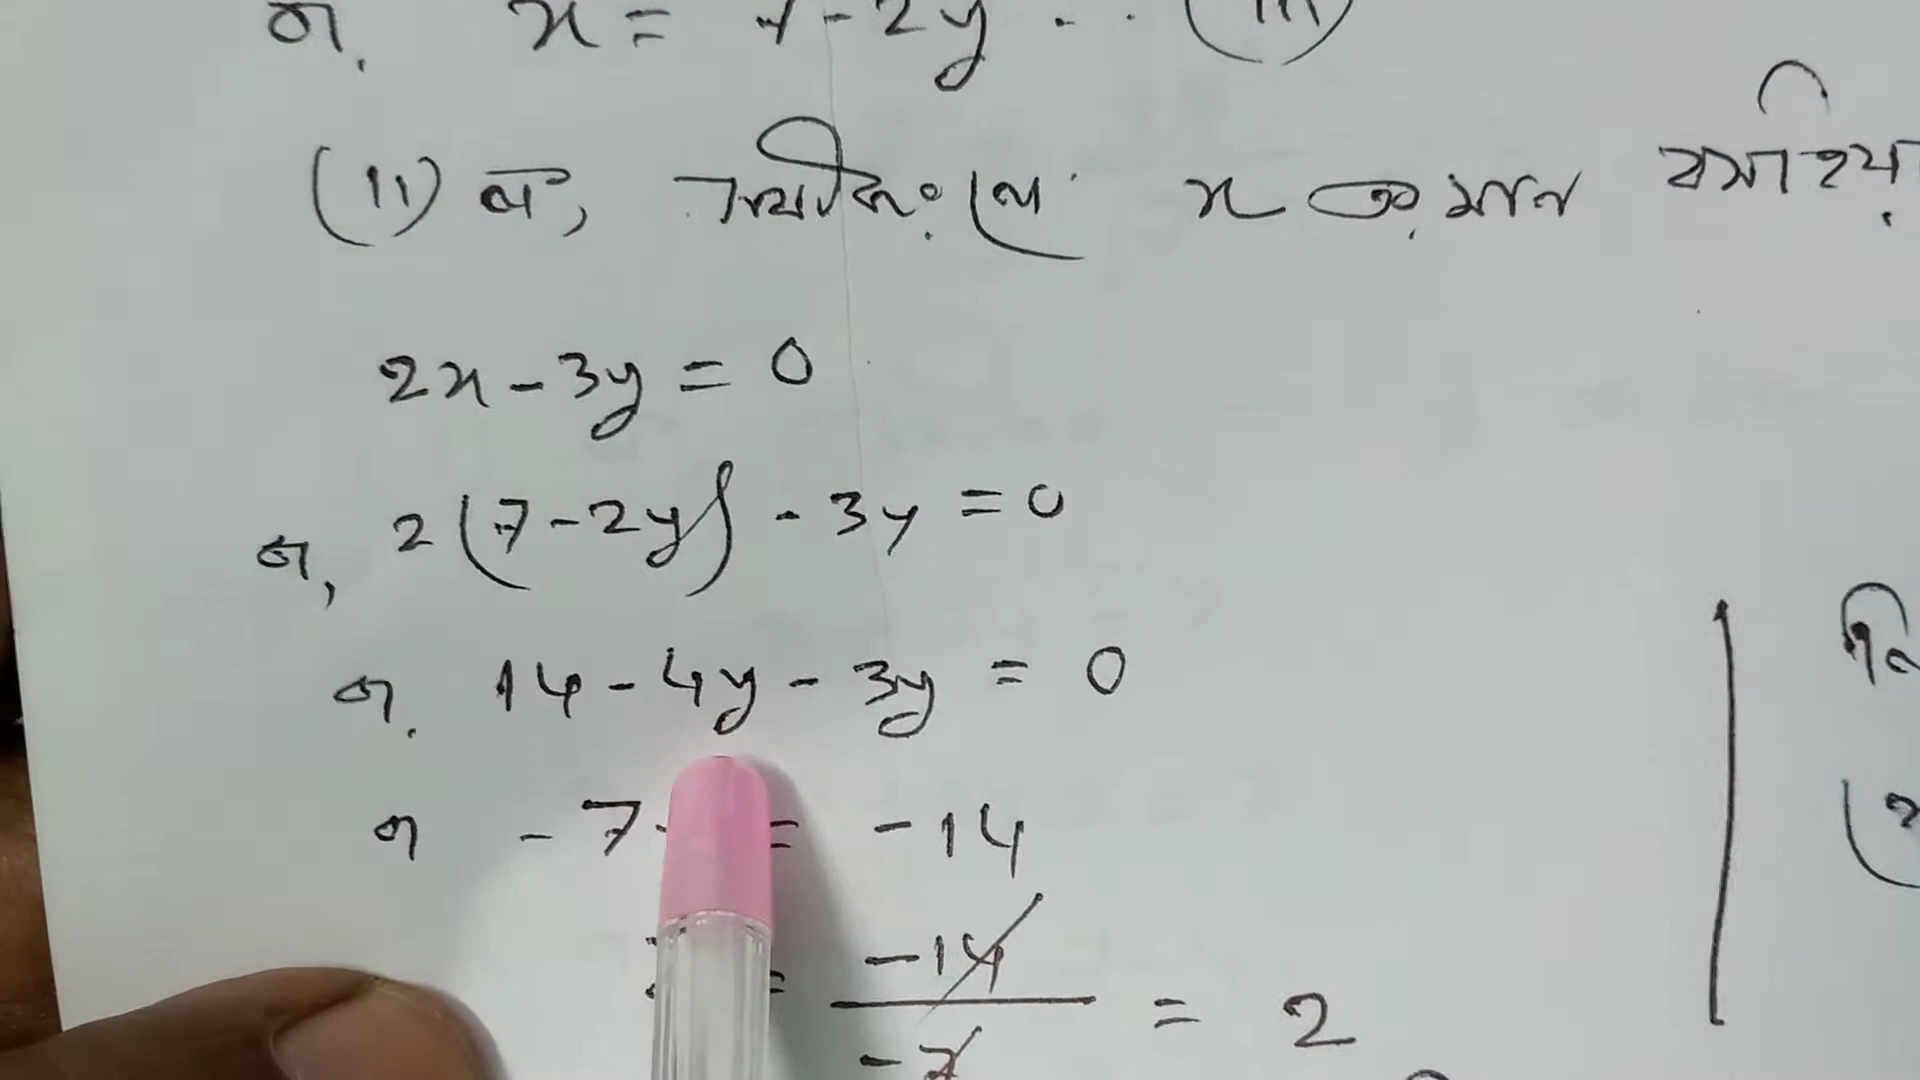 বা, x = 7 - 2y . . (III)
(II) নং সমীকরণে x এর মান বসাইয়া
2x - 3y = 0
বা, 2(7 - 2y) - 3y = 0
বা, 14 - 4y - 3y = 0
বা - 7 = - 14
= -14/-7 = 2